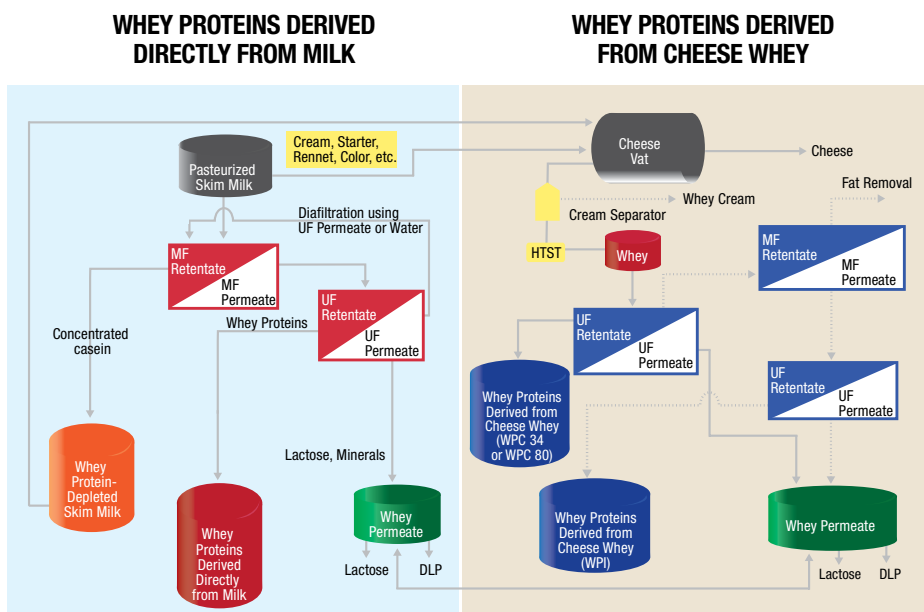 WHEY PROTEINS DERIVED
DIRECTLY FROM MILK
WHEY PROTEINS DERIVED
FROM CHEESE WHEY
Pasteurized
Skim Milk
Cream, Starter,
Rennet, Color, etc.
Diafiltration using
UF Permeate or Water
MF
Retentate
MF
Permeate
UF
Retentate
UF
Permeate
Concentrated
casein
Whey Proteins
Lactose, Minerals
Whey
Protein-
Depleted
Skim Milk
Whey
Proteins
Derived
Directly
from Milk
Whey
Permeate
Lactose
DLP
Cheese
Vat
Cheese
Whey Cream
Cream Separator
HTST
Whey
Fat Removal
MF
Retentate
MF
Permeate
UF
Retentate
UF
Permeate
UF
Retentate
UF
Permeate
Whey Proteins
Derived from
Cheese Whey
(WPC 34
or WPC 80)
Whey Proteins
Derived from
Cheese Whey
(WPI)
Whey Permeate
Lactose
DLP